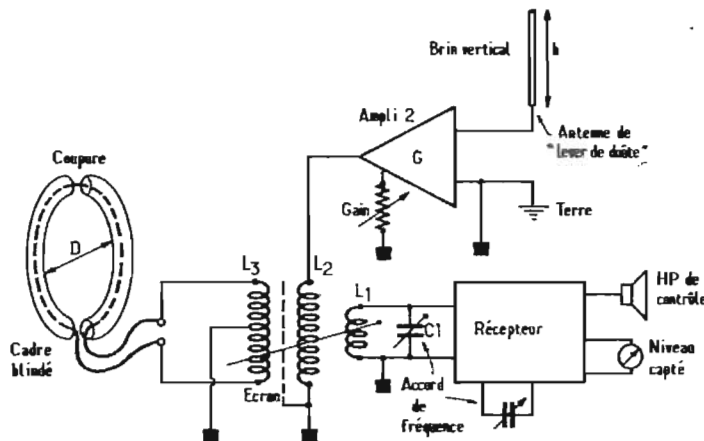 Brin vertical
h
Ampli 2
G
Antenne de
"lever de doute"
Coupure
Gain
Terre
D
L3
L2
L1
C1
Récepteur
HP de
contrôle
Niveau
capté
Cadre
blindé
Ecran
Accord
de
fréquence